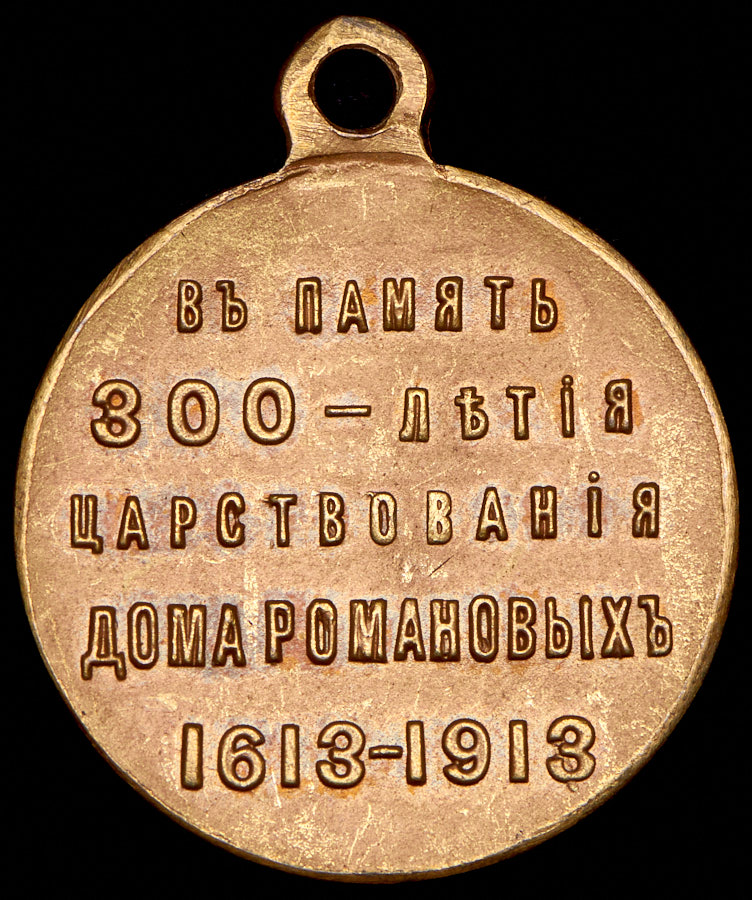 ВЪ ПАМЯТЬ
300-ЛѢТІЯ
ЦАРСТВОВАНІЯ
ДОМА РОМАНОВЫХЪ
1613-1913